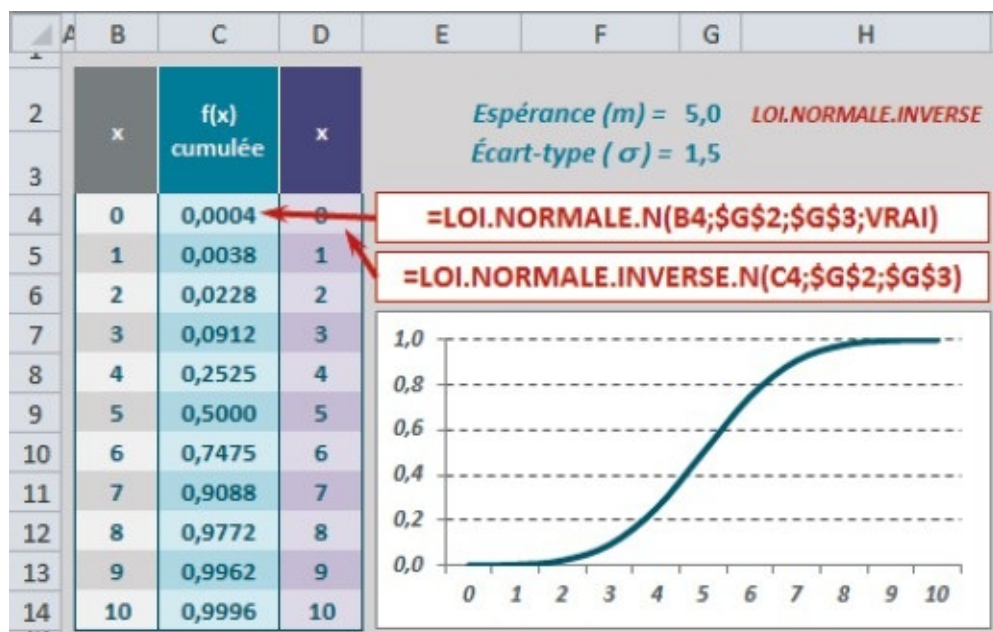 A B C D E F G H
1
2 f(x) Espérance (m) = 5,0 LOI.NORMALE.INVERSE
x cumulée x
3 Écart-type ( σ ) = 1,5
4 0 0,0004 0 =LOI.NORMALE.N(B4;$G$2;$G$3;VRAI)
5 1 0,0038 1 =LOI.NORMALE.INVERSE.N(C4;$G$2;$G$3)
6 2 0,0228 2
7 3 0,0912 3
8 4 0,2525 4
9 5 0,5000 5
10 6 0,7475 6
11 7 0,9088 7
12 8 0,9772 8
13 9 0,9962 9
14 10 0,9996 10
1,0
0,8
0,6
0,4
0,2
0,0
0 1 2 3 4 5 6 7 8 9 10